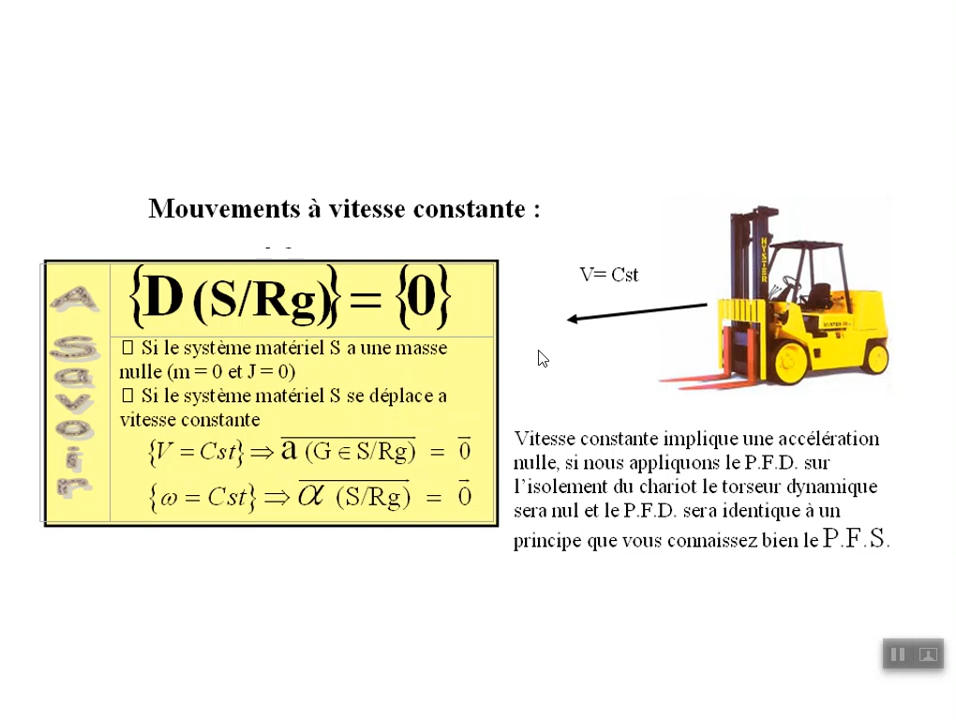 Mouvements à vitesse constante :
V= Cst
A Savoir
{D (S/Rg)} = {0}
Si le système matériel S a une masse
nulle (m = 0 et J = 0)
Si le système matériel S se déplace a
vitesse constante
{V = Cst} ⇒ a (G ∈ S/Rg) = 0
{ω = Cst} ⇒ α (S/Rg) = 0
Vitesse constante implique une accélération
nulle, si nous appliquons le P.F.D. sur
l’isolement du chariot le torseur dynamique
sera nul et le P.F.D. sera identique à un
principe que vous connaissez bien le P.F.S.
HYSTER